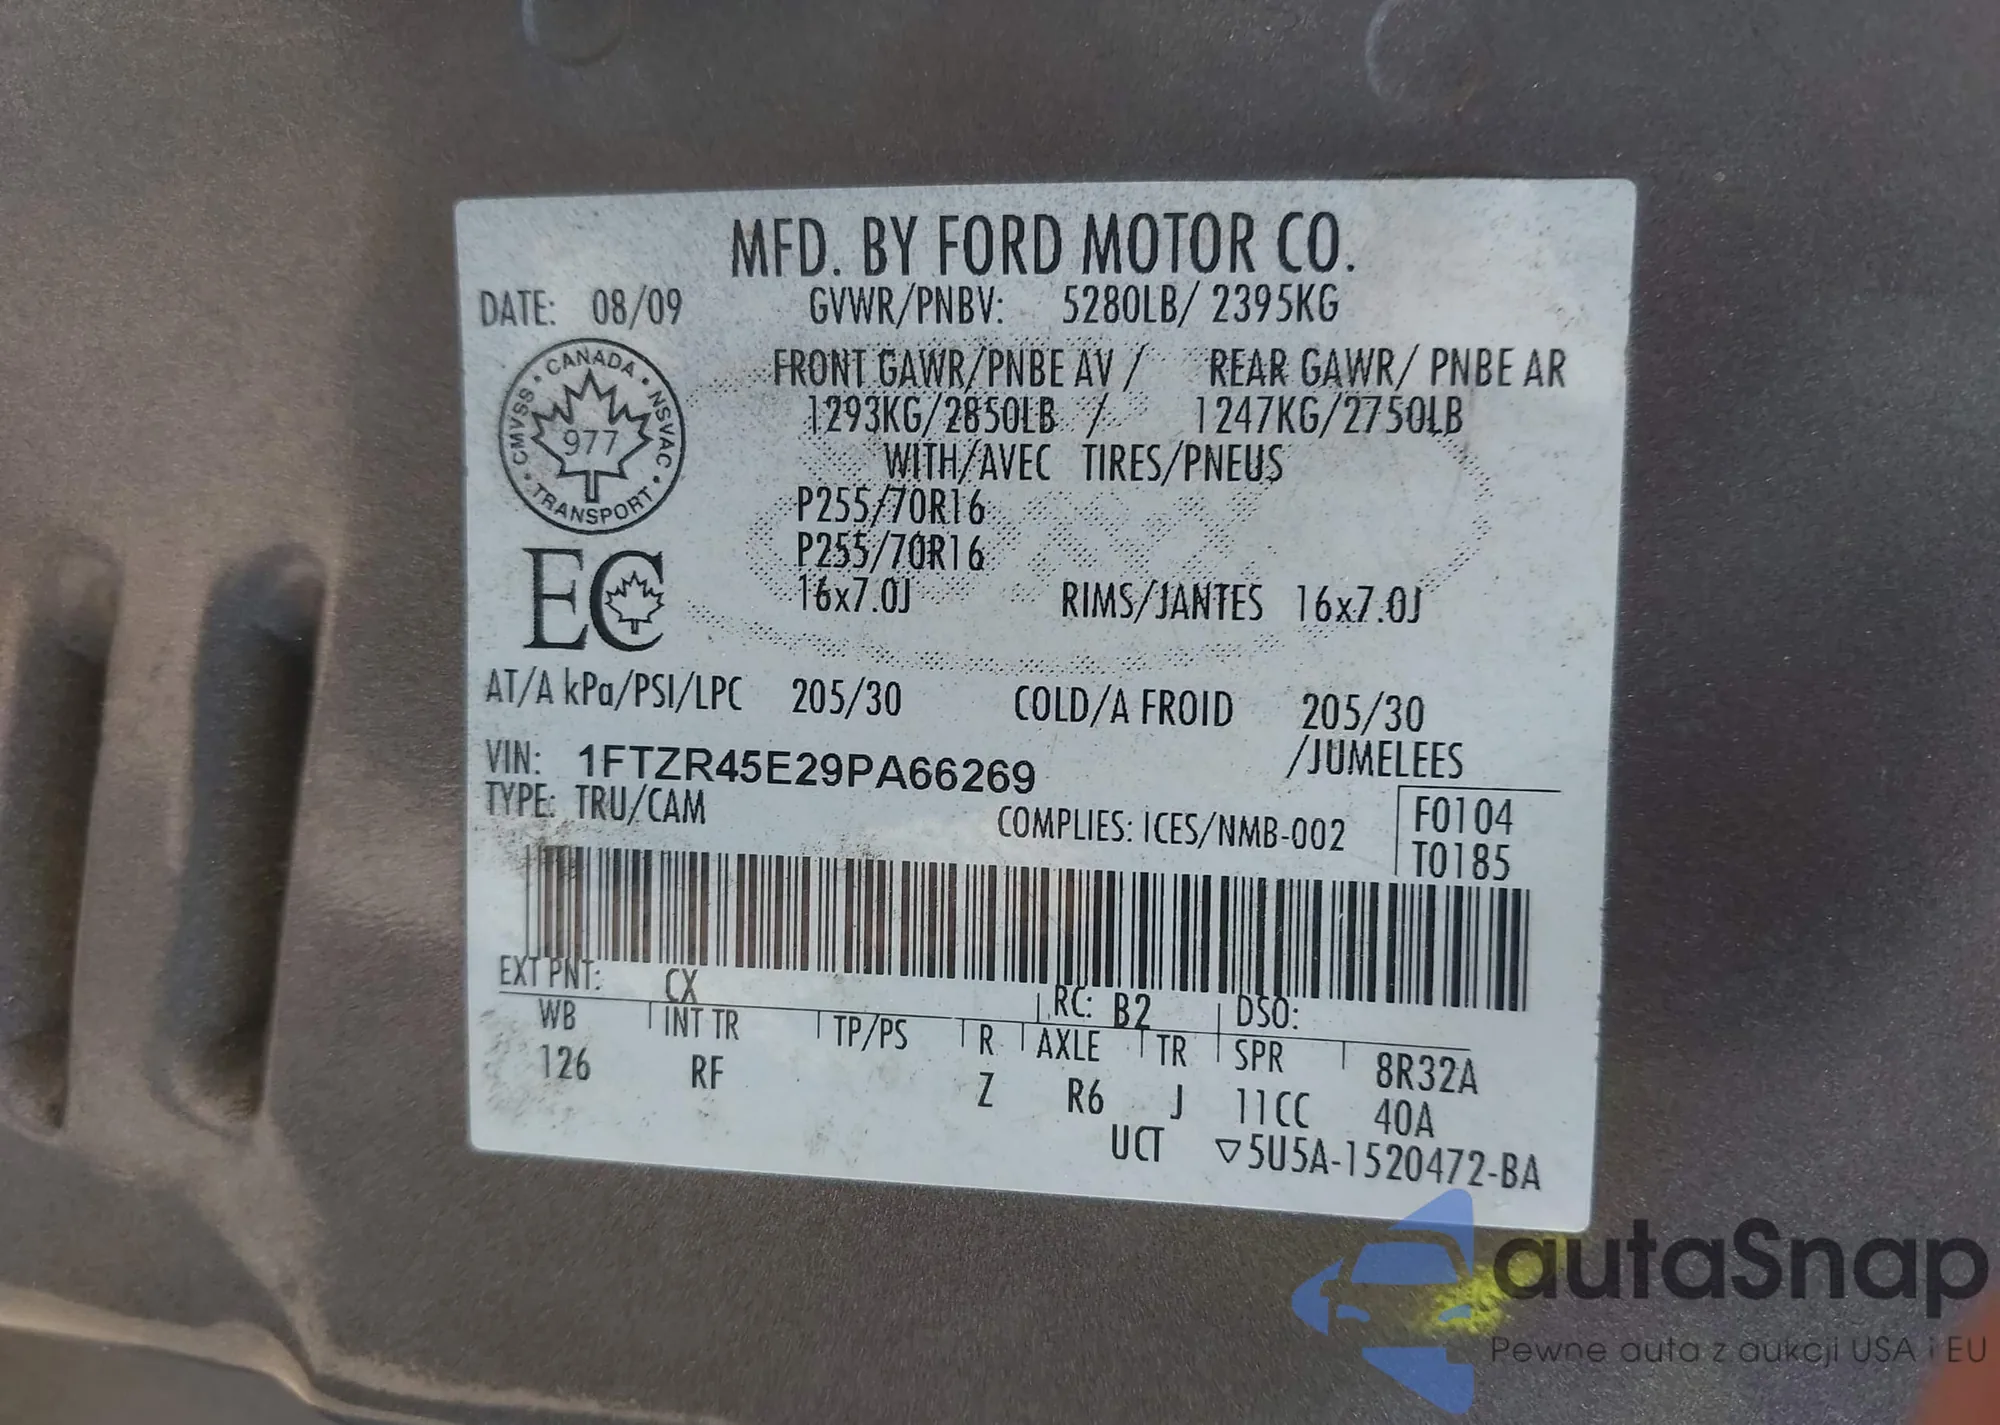 MFD. BY FORD MOTOR CO.
DATE: 08/09 GVWR/PNBV: 5280LB/ 2395KG
FRONT GAWR/PNBE AV / REAR GAWR/ PNBE AR
1293KG/2850LB / 1247KG/2750LB
WITH/AVEC TIRES/PNEUS
P255/70R16
P255/70R16
16x7.0J RIMS/JANTES 16x7.0J
CANADA
CMVSS
NSVAC
977
TRANSPORT
EC
AT/A kPa/PSI/LPC 205/30 COLD/A FROID 205/30
/JUMELEES
VIN: 1FTZR45E29PA66269
TYPE: TRU/CAM COMPLIES: ICES/NMB-002
F0104
T0185
EXT PNT: CX RC: B2 DSO:
WB INT TR TP/PS R AXLE TR SPR 8R32A
126 RF Z R6 J 11CC 40A
UCT ▽5U5A-1520472-BA
autaSnap
Pewne auta z aukcji USA i EU